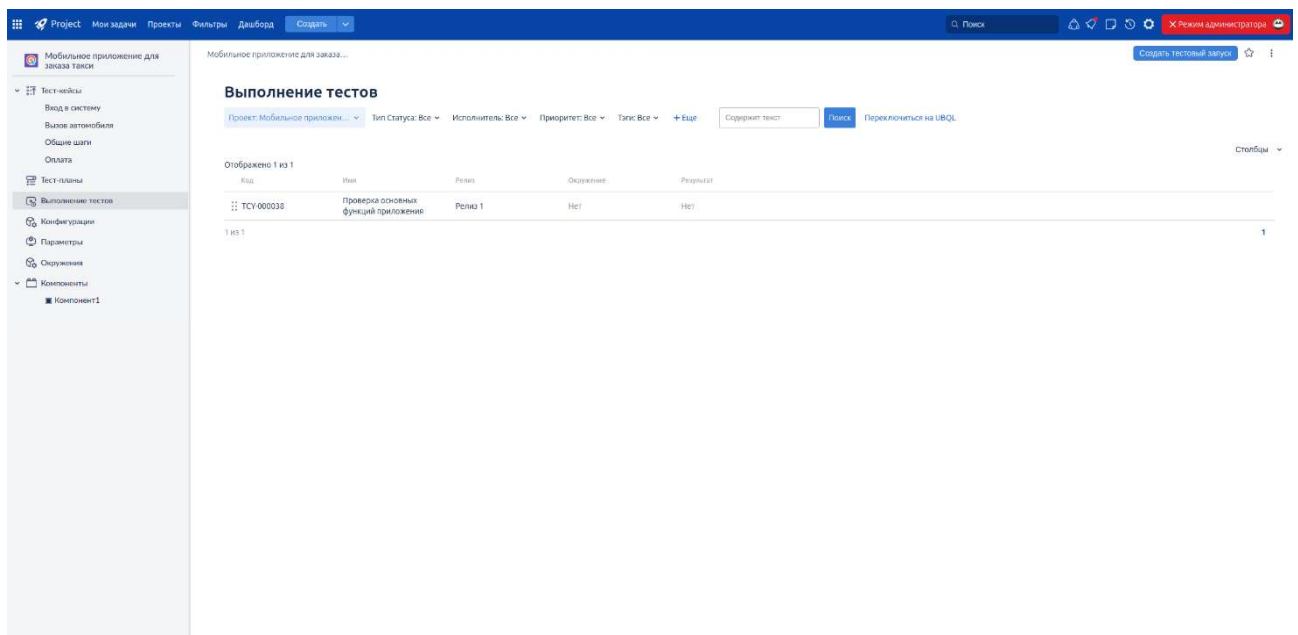 Project Мои задачи Проекты Фильтры Дашборд Создать Поиск Режим администратора
Мобильное приложение для
заказа такси
Тест-кейсы
Вход в систему
Вызов автомобиля
Общие шаги
Оплата
Тест-планы
Выполнение тестов
Конфигурации
Параметры
Окружения
Компоненты
Компонент1
Мобильное приложение для заказа...
Создать тестовый запуск
Выполнение тестов
Проект: Мобильное приложен... Тип Статуса: Все Исполнитель: Все Приоритет: Все Тэги: Все + Еще Содержит текст Поиск Переключиться на UBQL
Столбцы
Отображено 1 из 1
Код Имя Релиз Окружение Результат
TCY-000038 Проверка основных функций приложения Релиз 1 Нет Нет
1 из 1
1